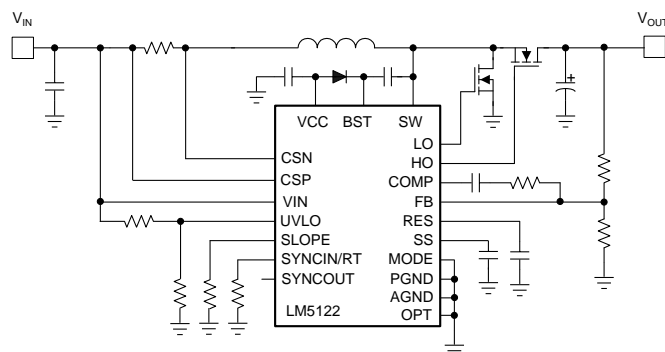 VIN
VOUT
VCC
BST
SW
LO
HO
COMP
FB
RES
SS
MODE
PGND
AGND
OPT
CSN
CSP
VIN
UVLO
SLOPE
SYNCIN/RT
SYNCOUT
LM5122
+